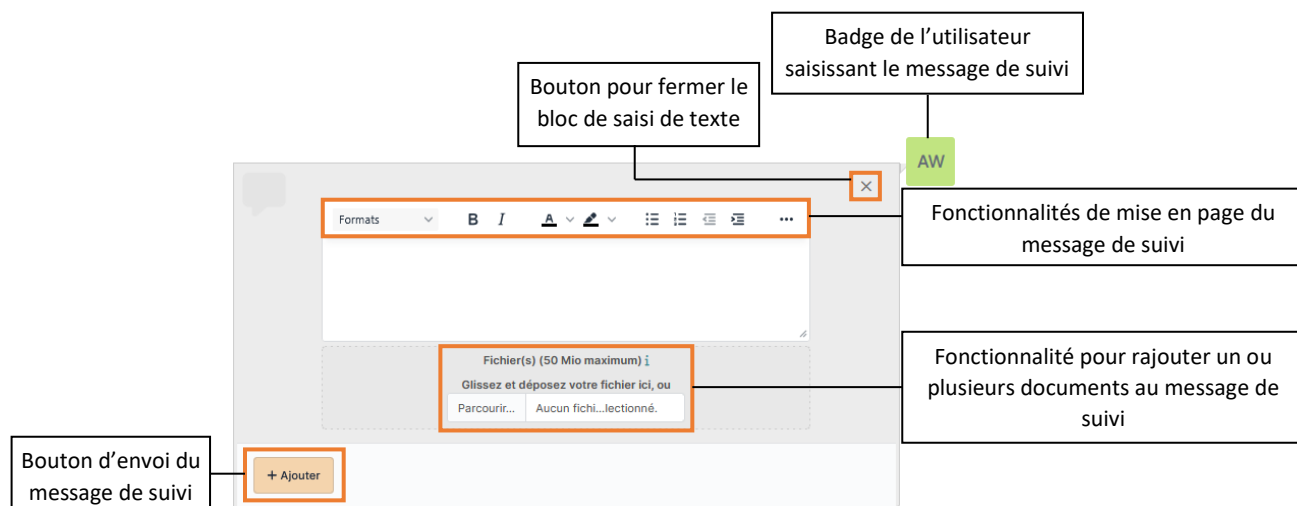 Badge de l’utilisateur
saisissant le message de suivi
Bouton pour fermer le
bloc de saisi de texte
AW
Formats
B I A
Fonctionnalités de mise en page du
message de suivi
Fichier(s) (50 Mio maximum) i
Glissez et déposez votre fichier ici, ou
Parcourir... Aucun fichi...lectionné.
Fonctionnalité pour rajouter un ou
plusieurs documents au message de
suivi
Bouton d’envoi du
message de suivi
+ Ajouter